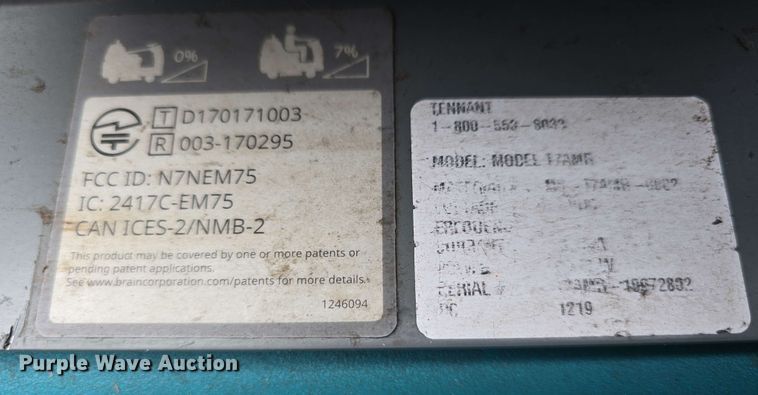 0%
7%
T D170171003
R 003-170295
FCC ID: N7NEM75
IC: 2417C-EM75
CAN ICES-2/NMB-2
This product may be covered by one or more patents or
pending patent applications.
See www.braincorporation.com/patents for more details.
1246094
TENNANT
MODEL: MODEL T7AMR
SERIAL #
1219
Purple Wave Auction